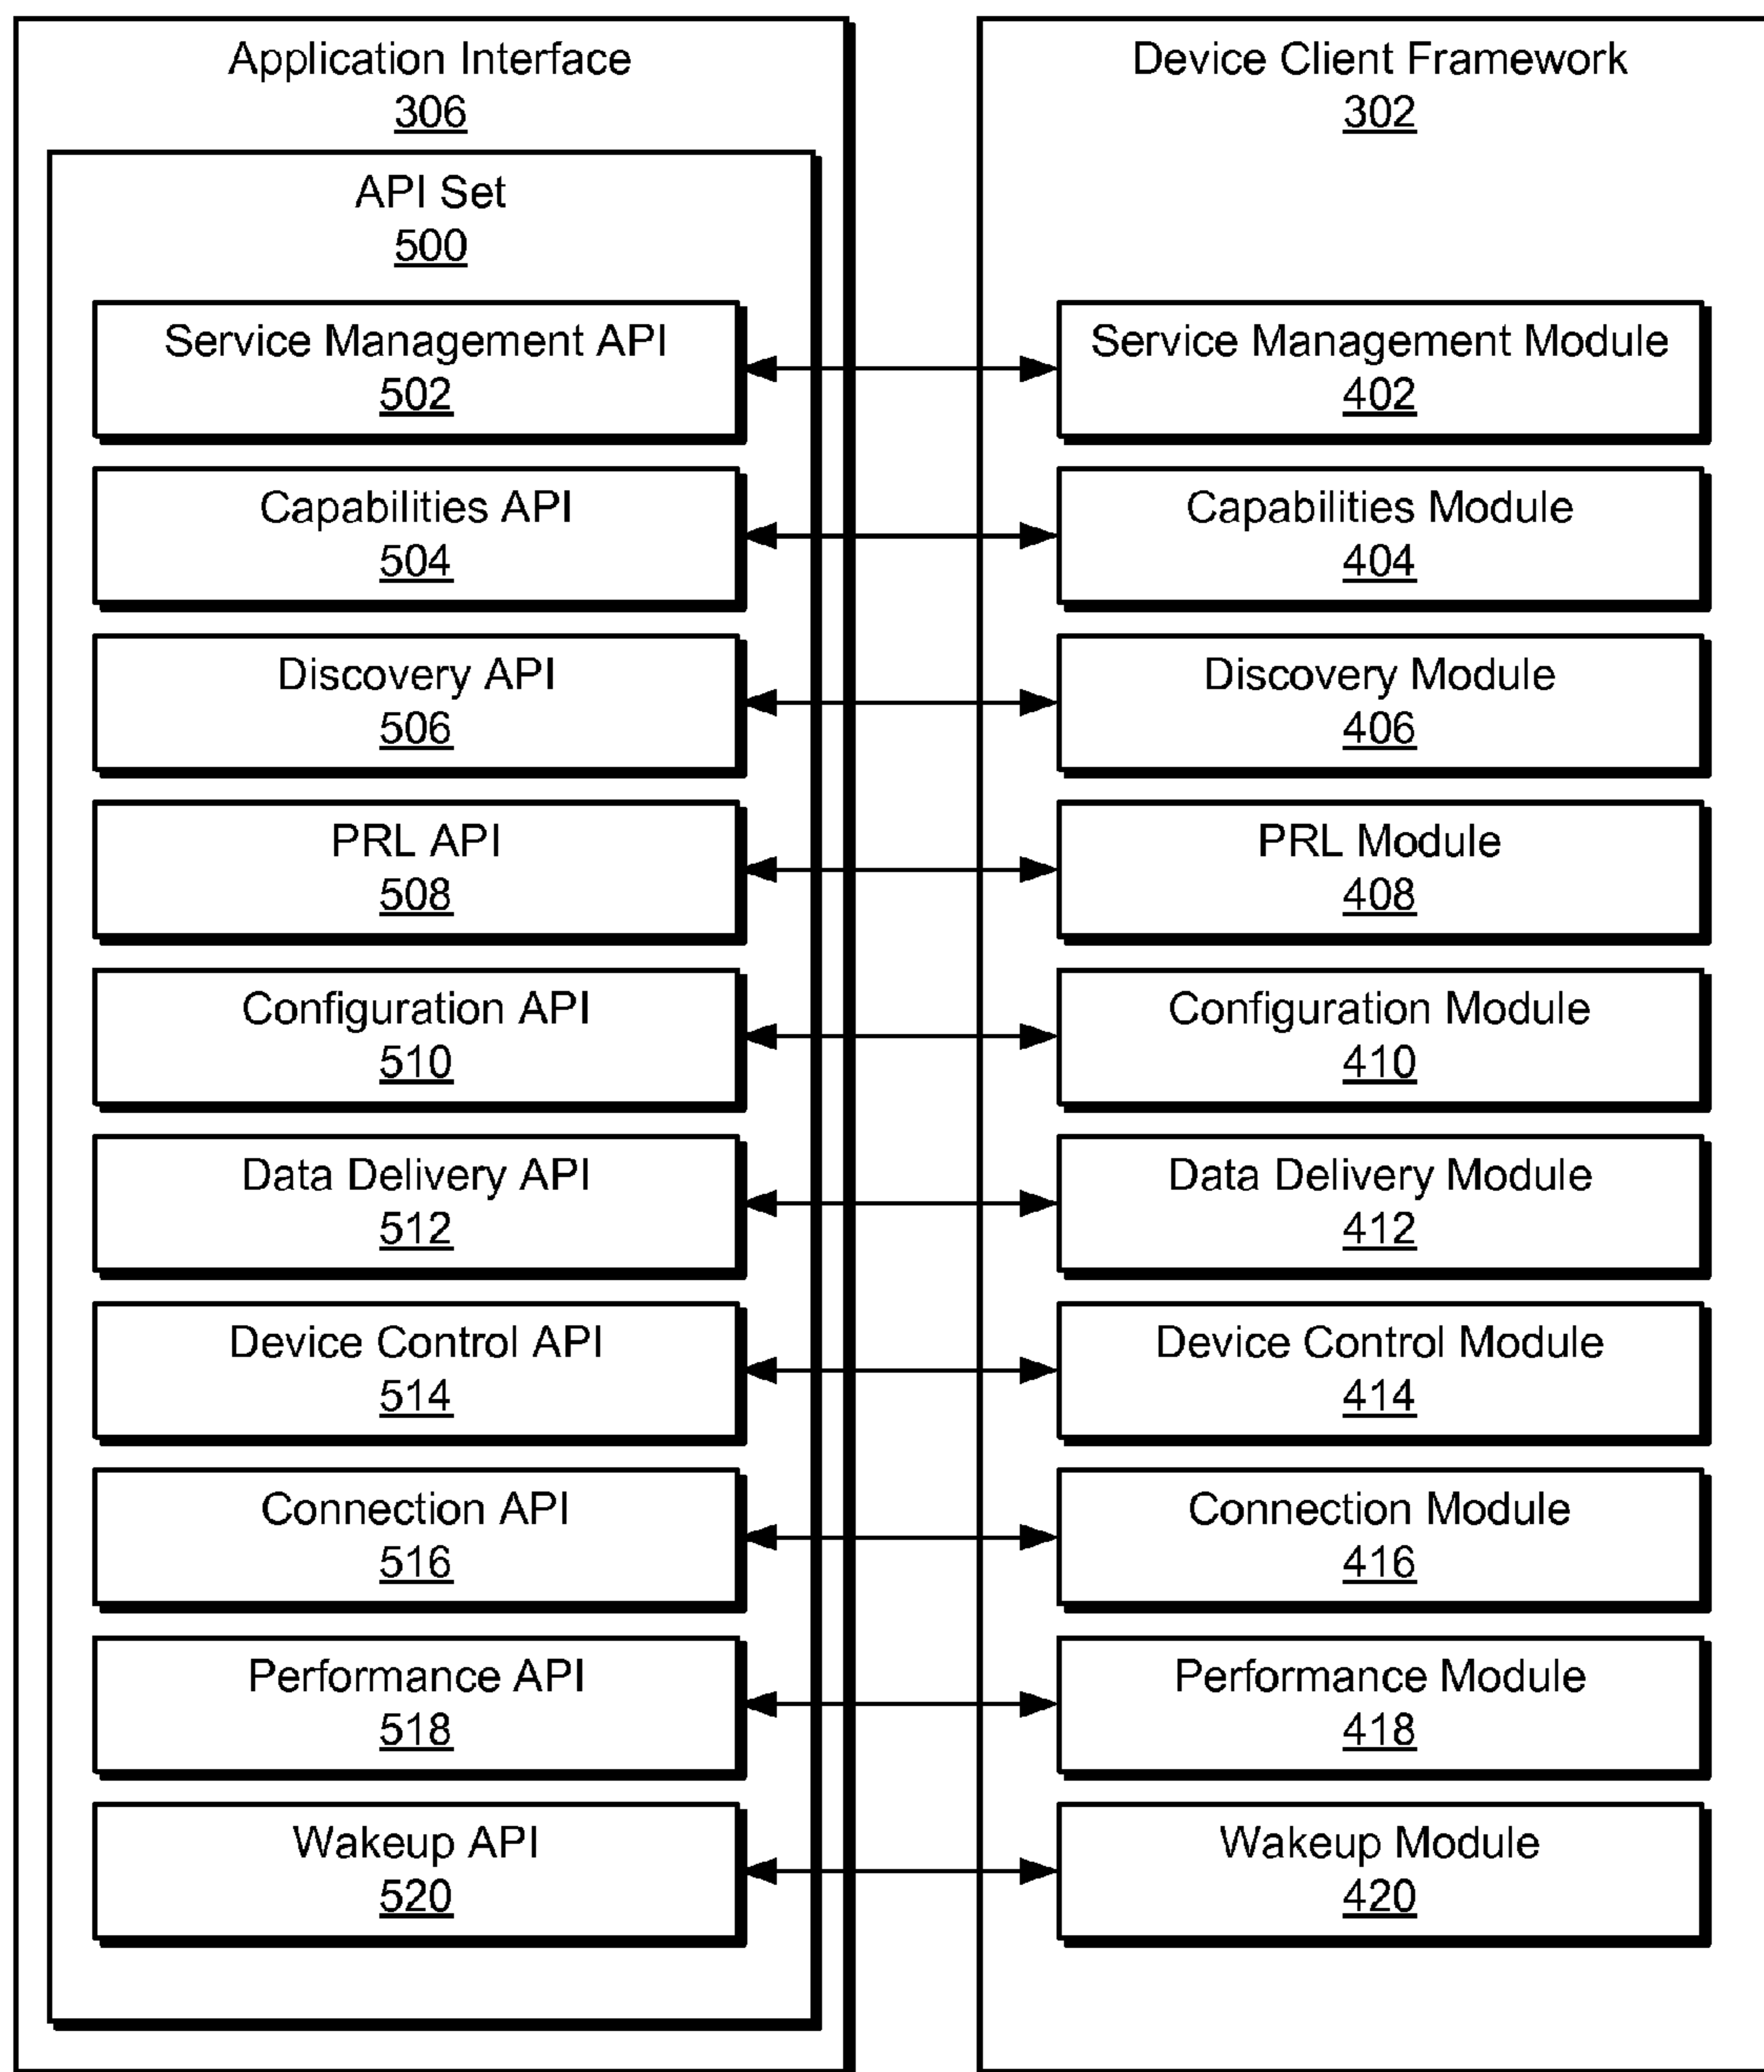 Application Interface
306
API Set
500
Service Management API
502
Capabilities API
504
Discovery API
506
PRL API
508
Configuration API
510
Data Delivery API
512
Device Control API
514
Connection API
516
Performance API
518
Wakeup API
520
Device Client Framework
302
Service Management Module
402
Capabilities Module
404
Discovery Module
406
PRL Module
408
Configuration Module
410
Data Delivery Module
412
Device Control Module
414
Connection Module
416
Performance Module
418
Wakeup Module
420